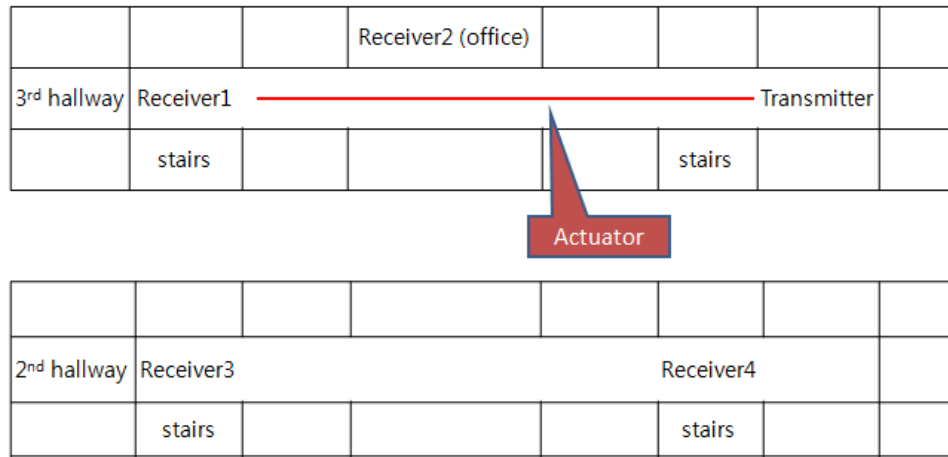 Receiver2 (office)
3rd hallway Receiver1 Transmitter
stairs stairs
Actuator
2nd hallway Receiver3 Receiver4
stairs stairs